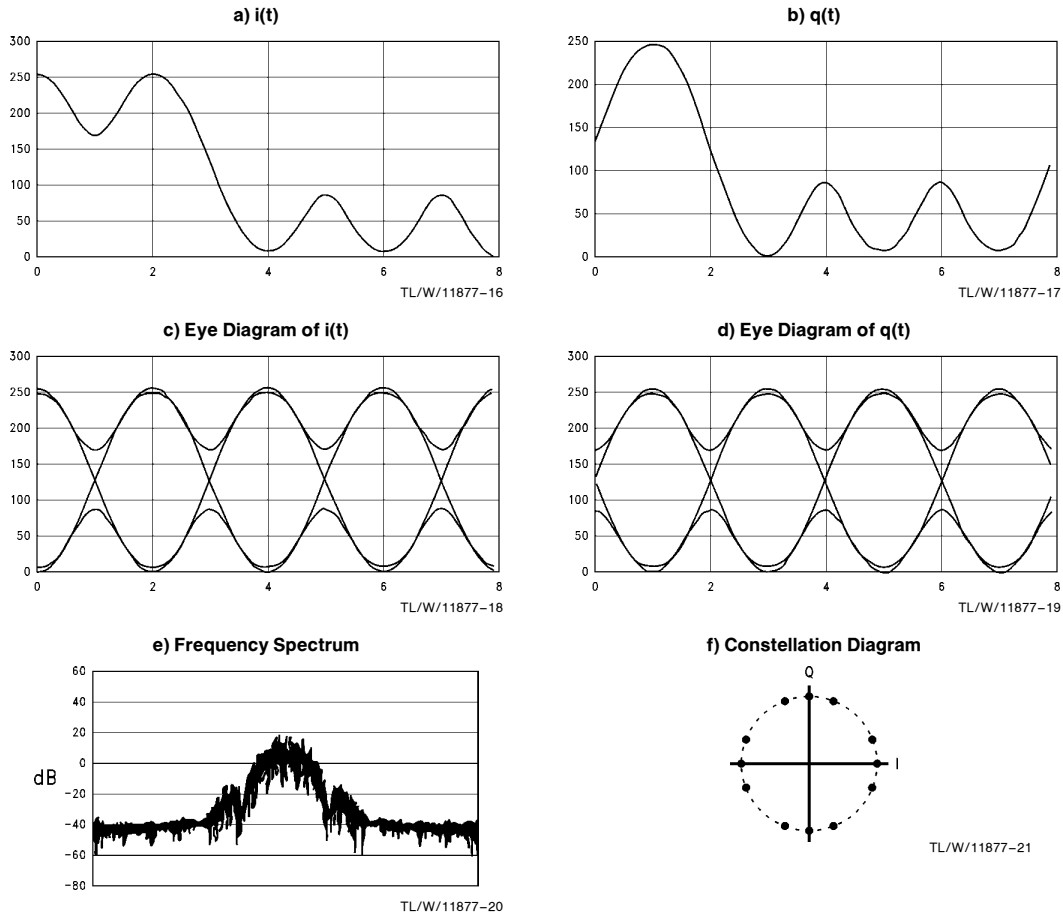 a) i(t)
300
250
200
150
100
50
0
0 2 4 6 8
TL/W/11877–16
b) q(t)
250
200
150
100
50
0
0 2 4 6 8
TL/W/11877–17
c) Eye Diagram of i(t)
300
250
200
150
100
50
0
0 2 4 6 8
TL/W/11877–18
d) Eye Diagram of q(t)
300
250
200
150
100
50
0
0 2 4 6 8
TL/W/11877–19
e) Frequency Spectrum
60
40
20
0
dB
−20
−40
−60
−80
TL/W/11877–20
f) Constellation Diagram
Q
I
TL/W/11877–21